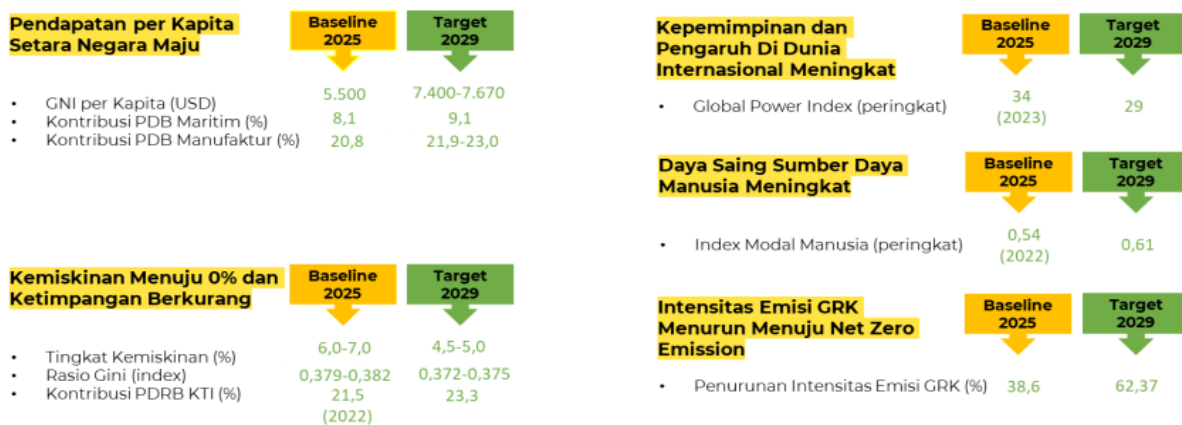 Pendapatan per Kapita
Setara Negara Maju
Baseline
2025
Target
2029
• GNI per Kapita (USD) 5.500 7.400-7.670
• Kontribusi PDB Maritim (%) 8,1 9,1
• Kontribusi PDB Manufaktur (%) 20,8 21,9-23,0
Kemiskinan Menuju 0% dan
Ketimpangan Berkurang
Baseline
2025
Target
2029
• Tingkat Kemiskinan (%) 6,0-7,0 4,5-5,0
• Rasio Gini (index) 0,379-0,382 0,372-0,375
• Kontribusi PDRB KTI (%) 21,5 23,3
(2022)
Kepemimpinan dan
Pengaruh Di Dunia
Internasional Meningkat
Baseline
2025
Target
2029
• Global Power Index (peringkat) 34 29
(2023)
Daya Saing Sumber Daya
Manusia Meningkat
Baseline
2025
Target
2029
• Index Modal Manusia (peringkat) 0,54 0,61
(2022)
Intensitas Emisi GRK
Menurun Menuju Net Zero
Emission
Baseline
2025
Target
2029
• Penurunan Intensitas Emisi GRK (%) 38,6 62,37